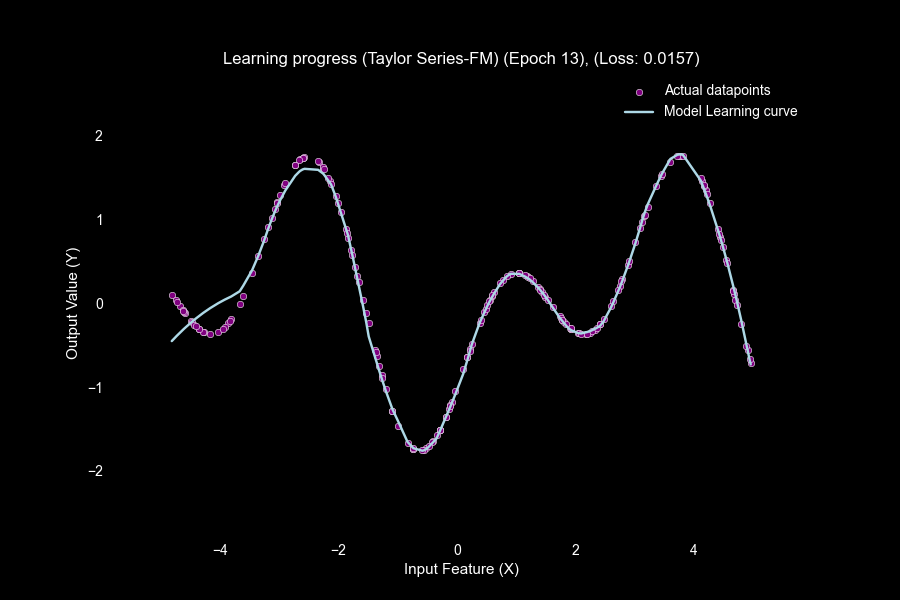 Learning progress (Taylor Series-FM) (Epoch 13), (Loss: 0.0157)
Actual datapoints
Model Learning curve
2
1
0
−1
−2
Output Value (Y)
−4
−2
0
2
4
Input Feature (X)